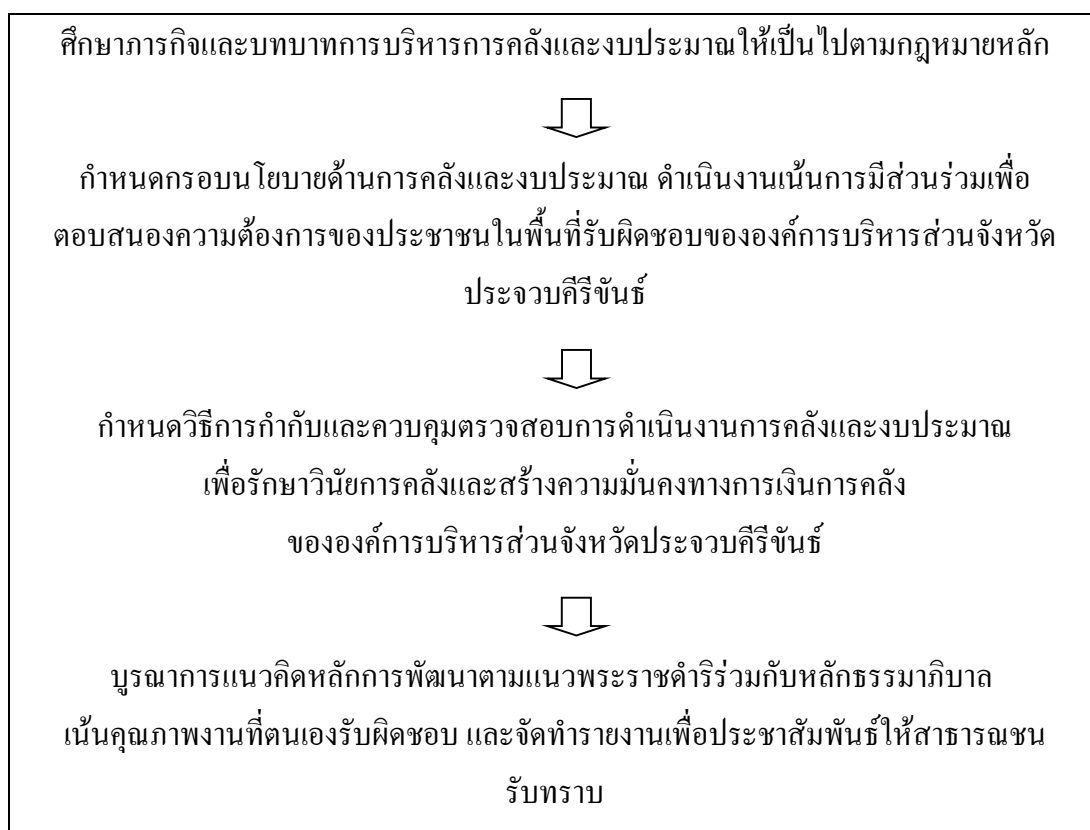 ศึกษาภารกิจและบทบาทการบริหารการคลังและงบประมาณให้เป็นไปตามกฎหมายหลัก
กำหนดกรอบนโยบายด้านการคลังและงบประมาณ ดำเนินงานเน้นการมีส่วนร่วมเพื่อ
ตอบสนองความต้องการของประชาชนในพื้นที่รับผิดชอบขององค์การบริหารส่วนจังหวัด
ประจวบคีรีขันธ์
กำหนดวิธีการกำกับและควบคุมตรวจสอบการดำเนินงานการคลังและงบประมาณ
เพื่อรักษาวินัยการคลังและสร้างความมั่นคงทางการเงินการคลัง
ขององค์การบริหารส่วนจังหวัดประจวบคีรีขันธ์
บูรณาการแนวคิดหลักการพัฒนาตามแนวพระราชดำริร่วมกับหลักธรรมาภิบาล
เน้นคุณภาพงานที่ตนเองรับผิดชอบ และจัดทำรายงานเพื่อประชาสัมพันธ์ให้สาธารณชน
รับทราบ